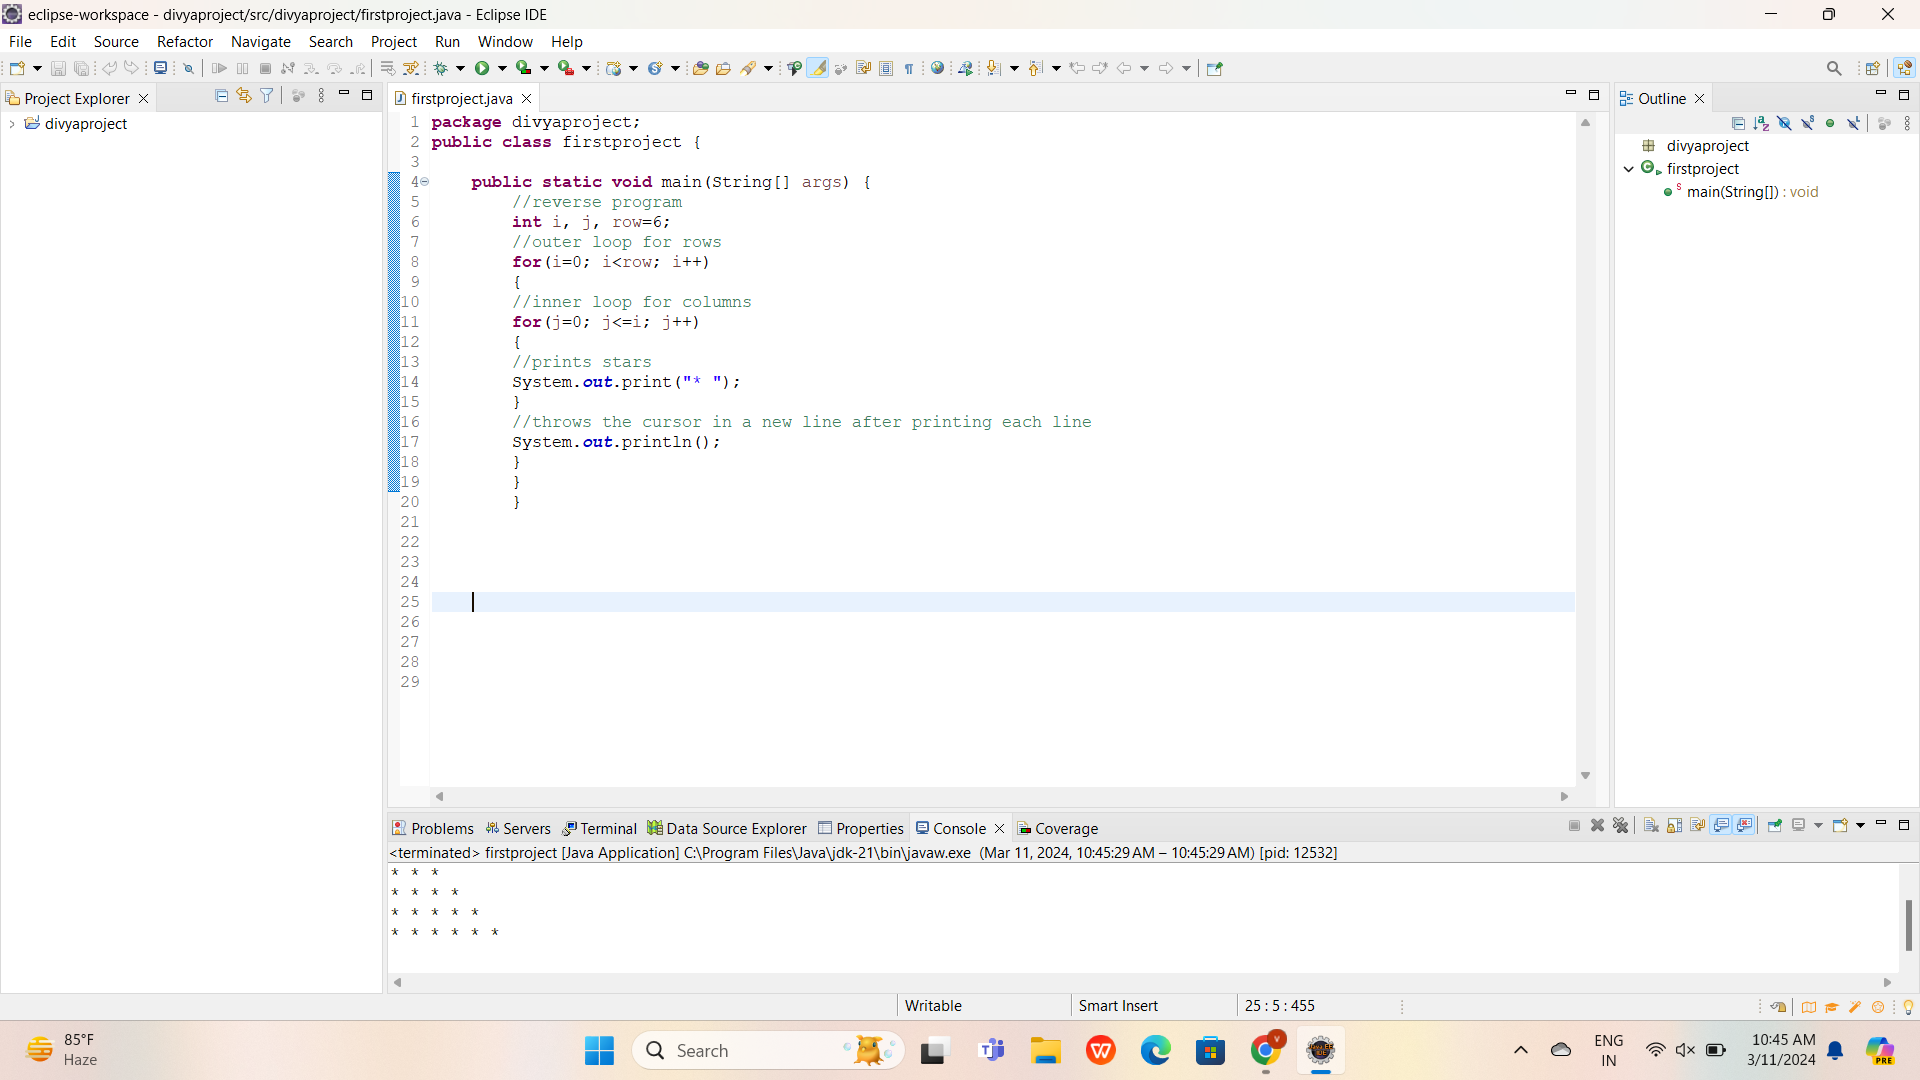 eclipse-workspace - divyaproject/src/divyaproject/firstproject.java - Eclipse IDE
File Edit Source Refactor Navigate Search Project Run Window Help
Project Explorer
divyaproject
firstproject.java
1 package divyaproject;
2 public class firstproject {
3
4 public static void main(String[] args) {
5 //reverse program
6 int i, j, row=6;
7 //outer loop for rows
8 for(i=0; i<row; i++)
9 {
10 //inner loop for columns
11 for(j=0; j<=i; j++)
12 {
13 //prints stars
14 System.out.print("* ");
15 }
16 //throws the cursor in a new line after printing each line
17 System.out.println();
18 }
19 }
20 }
21
22
23
24
25
26
27
28
29
Outline
divyaproject
firstproject
main(String[]) : void
Problems Servers Terminal Data Source Explorer Properties Console Coverage
<terminated> firstproject [Java Application] C:\Program Files\Java\jdk-21\bin\javaw.exe (Mar 11, 2024, 10:45:29 AM – 10:45:29 AM) [pid: 12532]
* * *
* * * *
* * * * *
* * * * * *
Writable Smart Insert 25 : 5 : 455
85°F
Haze
Search
ENG
IN
10:45 AM
3/11/2024
PRE